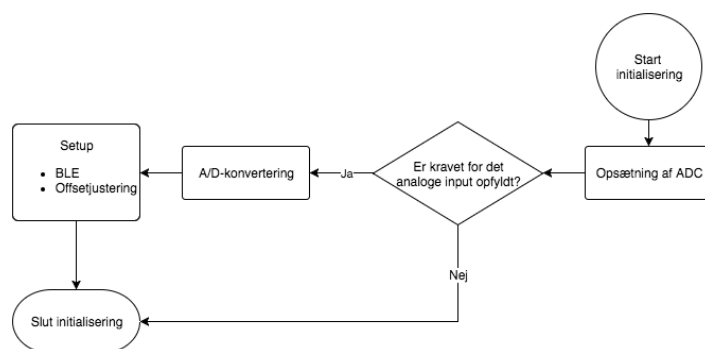 Start
initialisering
Opsætning af ADC
Er kravet for det
analoge input opfyldt?
Ja
A/D-konvertering
Setup
• BLE
• Offsetjustering
Nej
Slut initialisering